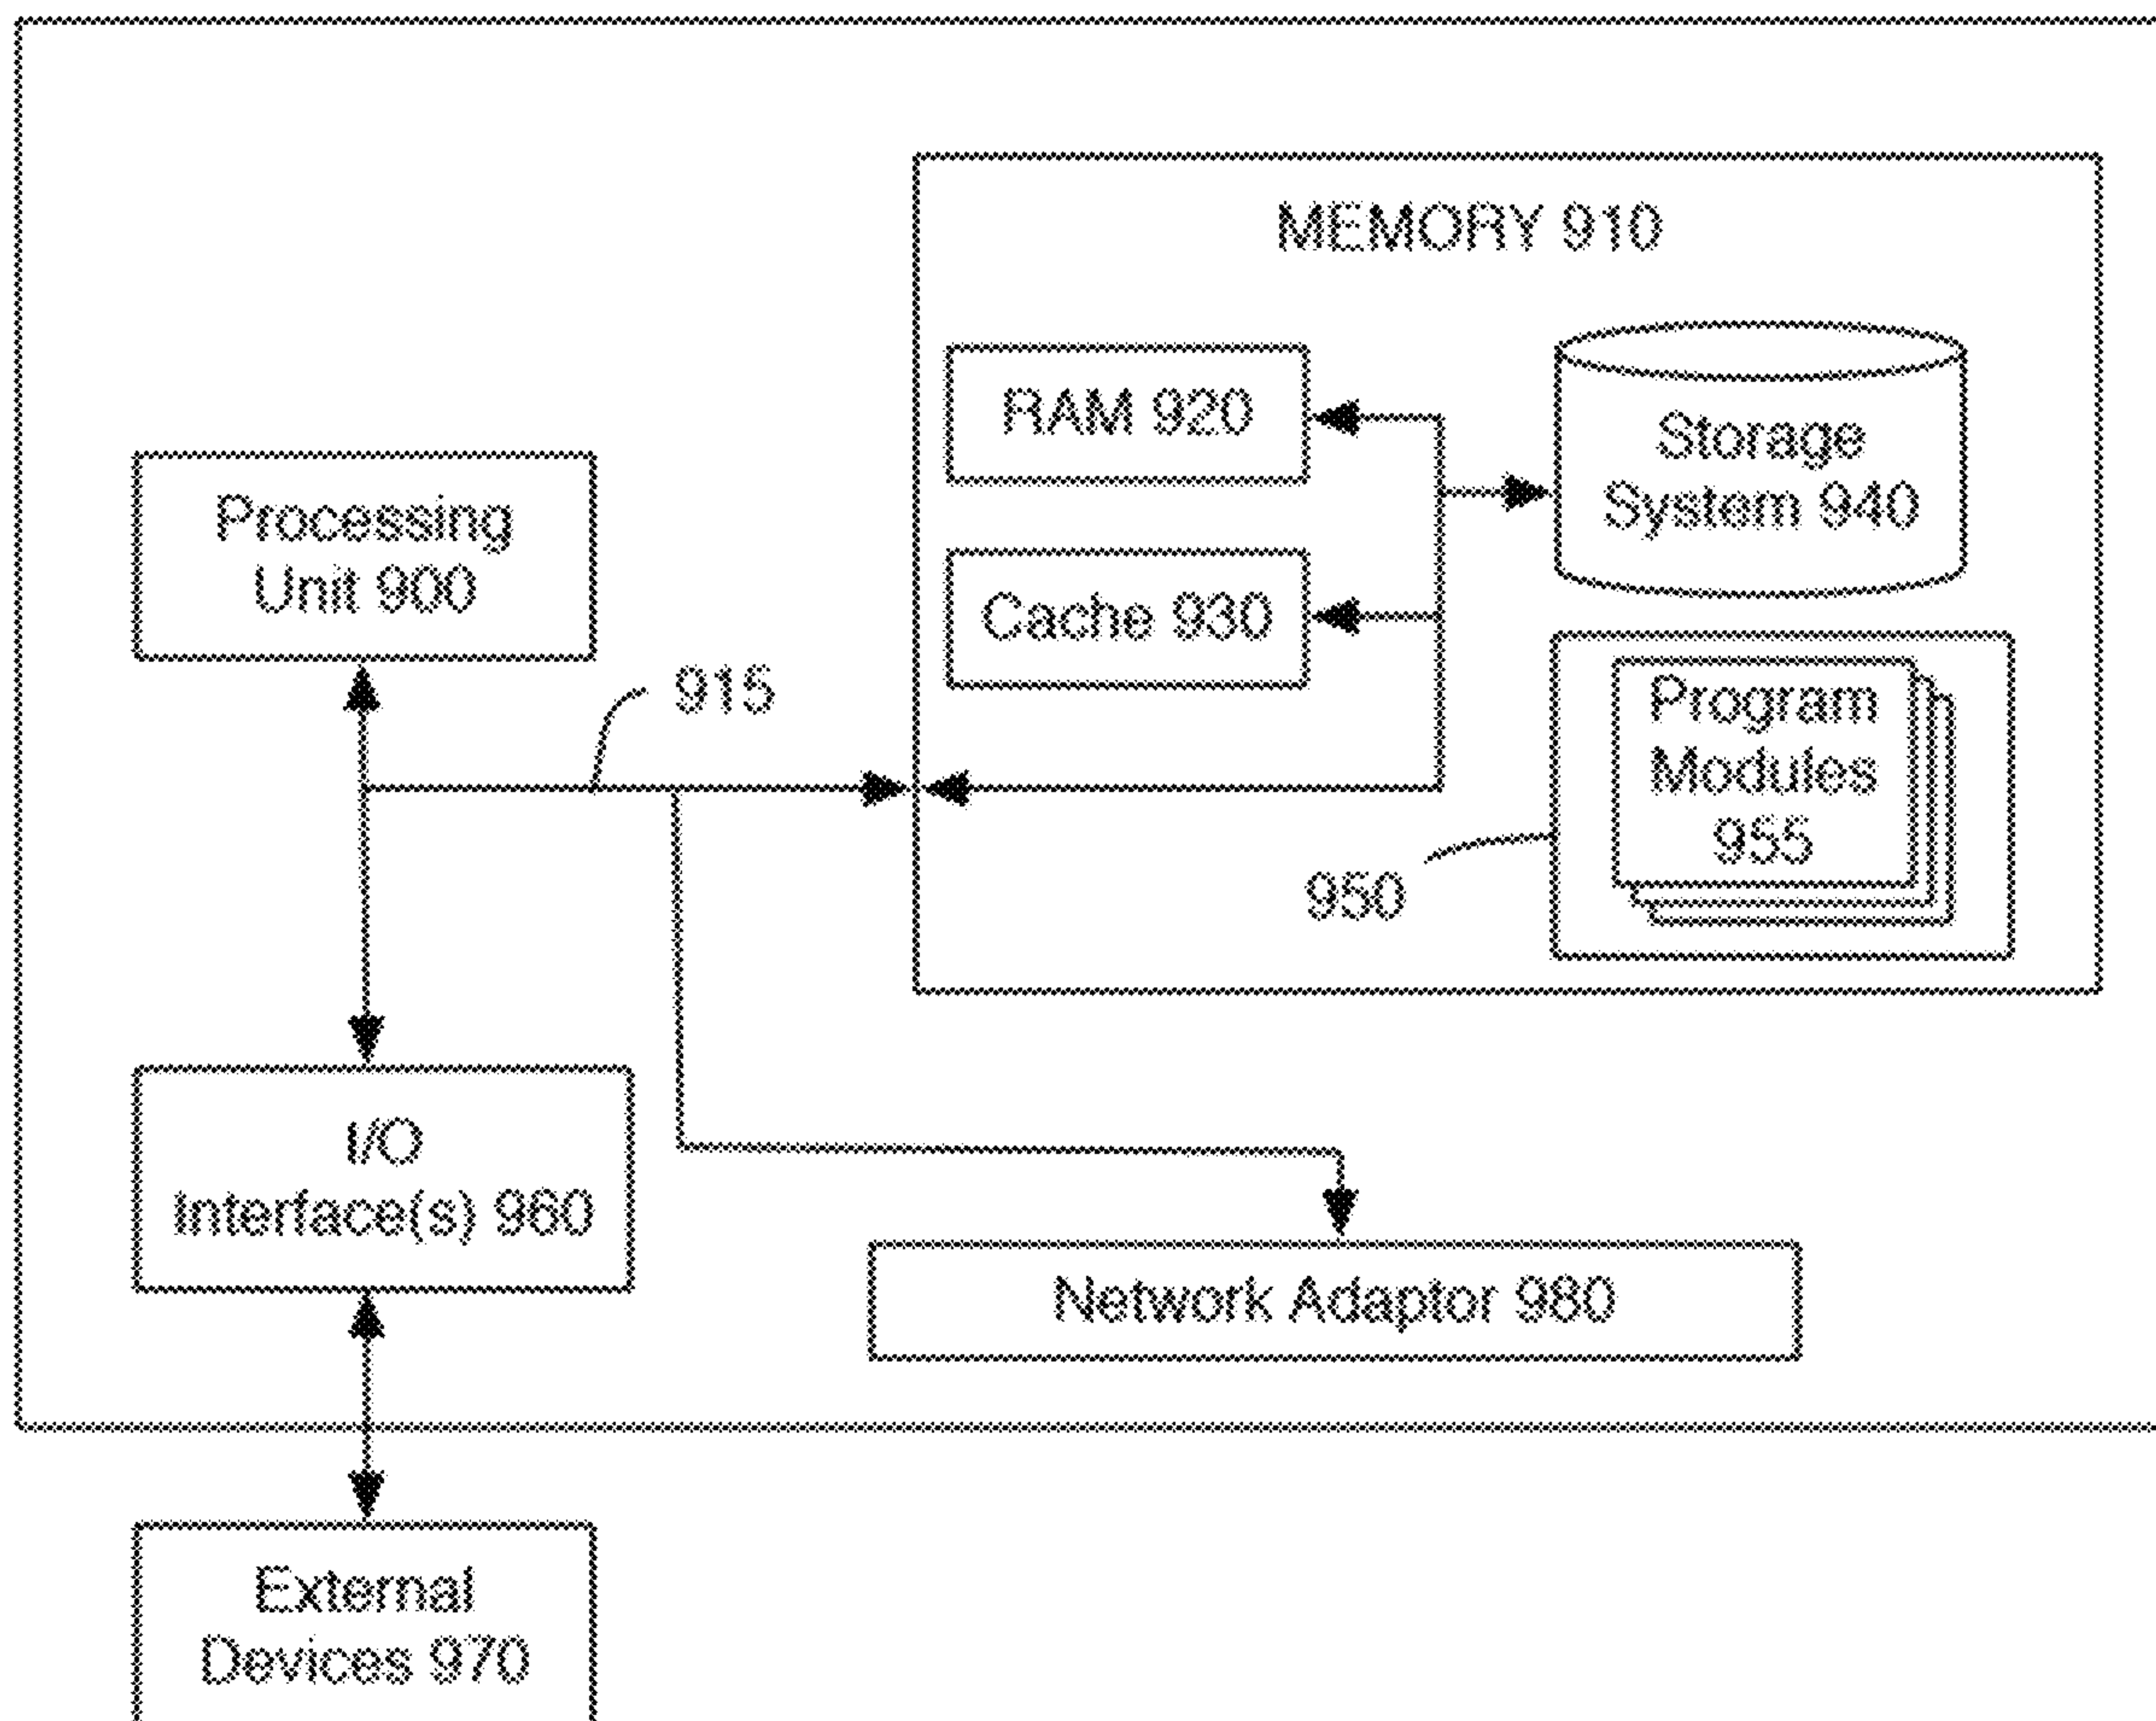 MEMORY 910
RAM 920
Storage
System 940
Processing
Unit 900
Cache 930
915
Program
Modules
955
950
I/O
Interface(s) 960
Network Adaptor 980
External
Devices 970